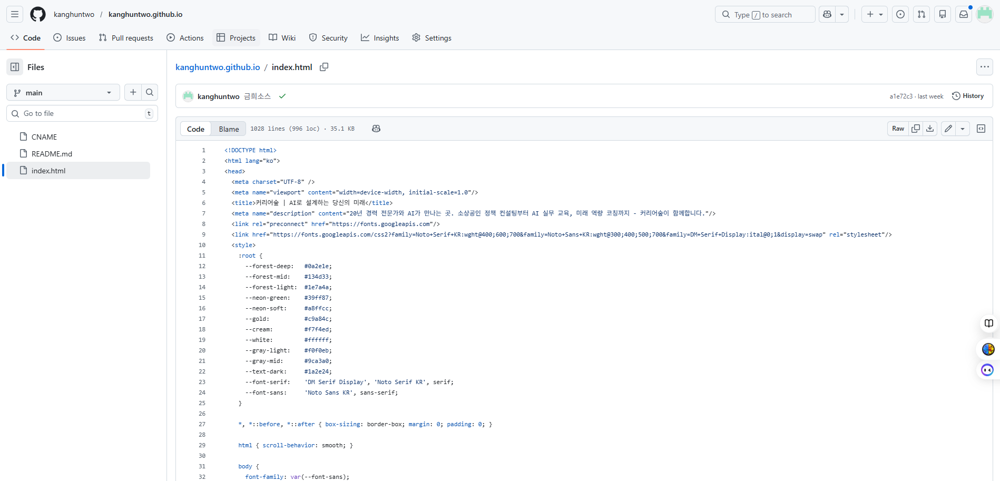 kanghuntwo / kanghuntwo.github.io
Type / to search
Code Issues Pull requests Actions Projects Wiki Security Insights Settings
Files
main
Go to file t
CNAME
README.md
index.html
kanghuntwo.github.io / index.html
kanghuntwo 금희소스
a1e72c3 · last week History
Code Blame 1028 lines (996 loc) · 35.1 KB
Raw
1 <!DOCTYPE html>
2 <html lang="ko">
3 <head>
4 <meta charset="UTF-8" />
5 <meta name="viewport" content="width=device-width, initial-scale=1.0"/>
6 <title>커리어숲 | AI로 설계하는 당신의 미래</title>
7 <meta name="description" content="20년 경력 전문가와 AI가 만나는 곳. 소상공인 정책 컨설팅부터 AI 실무 교육, 미래 역량 코칭까지 - 커리어숲이 함께합니다."/>
8 <link rel="preconnect" href="https://fonts.googleapis.com"/>
9 <link href="https://fonts.googleapis.com/css2?family=Noto+Serif+KR:wght@400;600;700&family=Noto+Sans+KR:wght@300;400;500;700&family=DM+Serif+Display:ital@0;1&display=swap" rel="stylesheet"/>
10 <style>
11 :root {
12 --forest-deep: #0a2e1e;
13 --forest-mid: #134d33;
14 --forest-light: #1e7a4a;
15 --neon-green: #39ff87;
16 --neon-soft: #a8ffcc;
17 --gold: #c9a84c;
18 --cream: #f7f4ed;
19 --white: #ffffff;
20 --gray-light: #f0f0eb;
21 --gray-mid: #9ca3a0;
22 --text-dark: #1a2e24;
23 --font-serif: 'DM Serif Display', 'Noto Serif KR', serif;
24 --font-sans: 'Noto Sans KR', sans-serif;
25 }
26
27 *, *::before, *::after { box-sizing: border-box; margin: 0; padding: 0; }
28
29 html { scroll-behavior: smooth; }
30
31 body {
32 font-family: var(--font-sans);